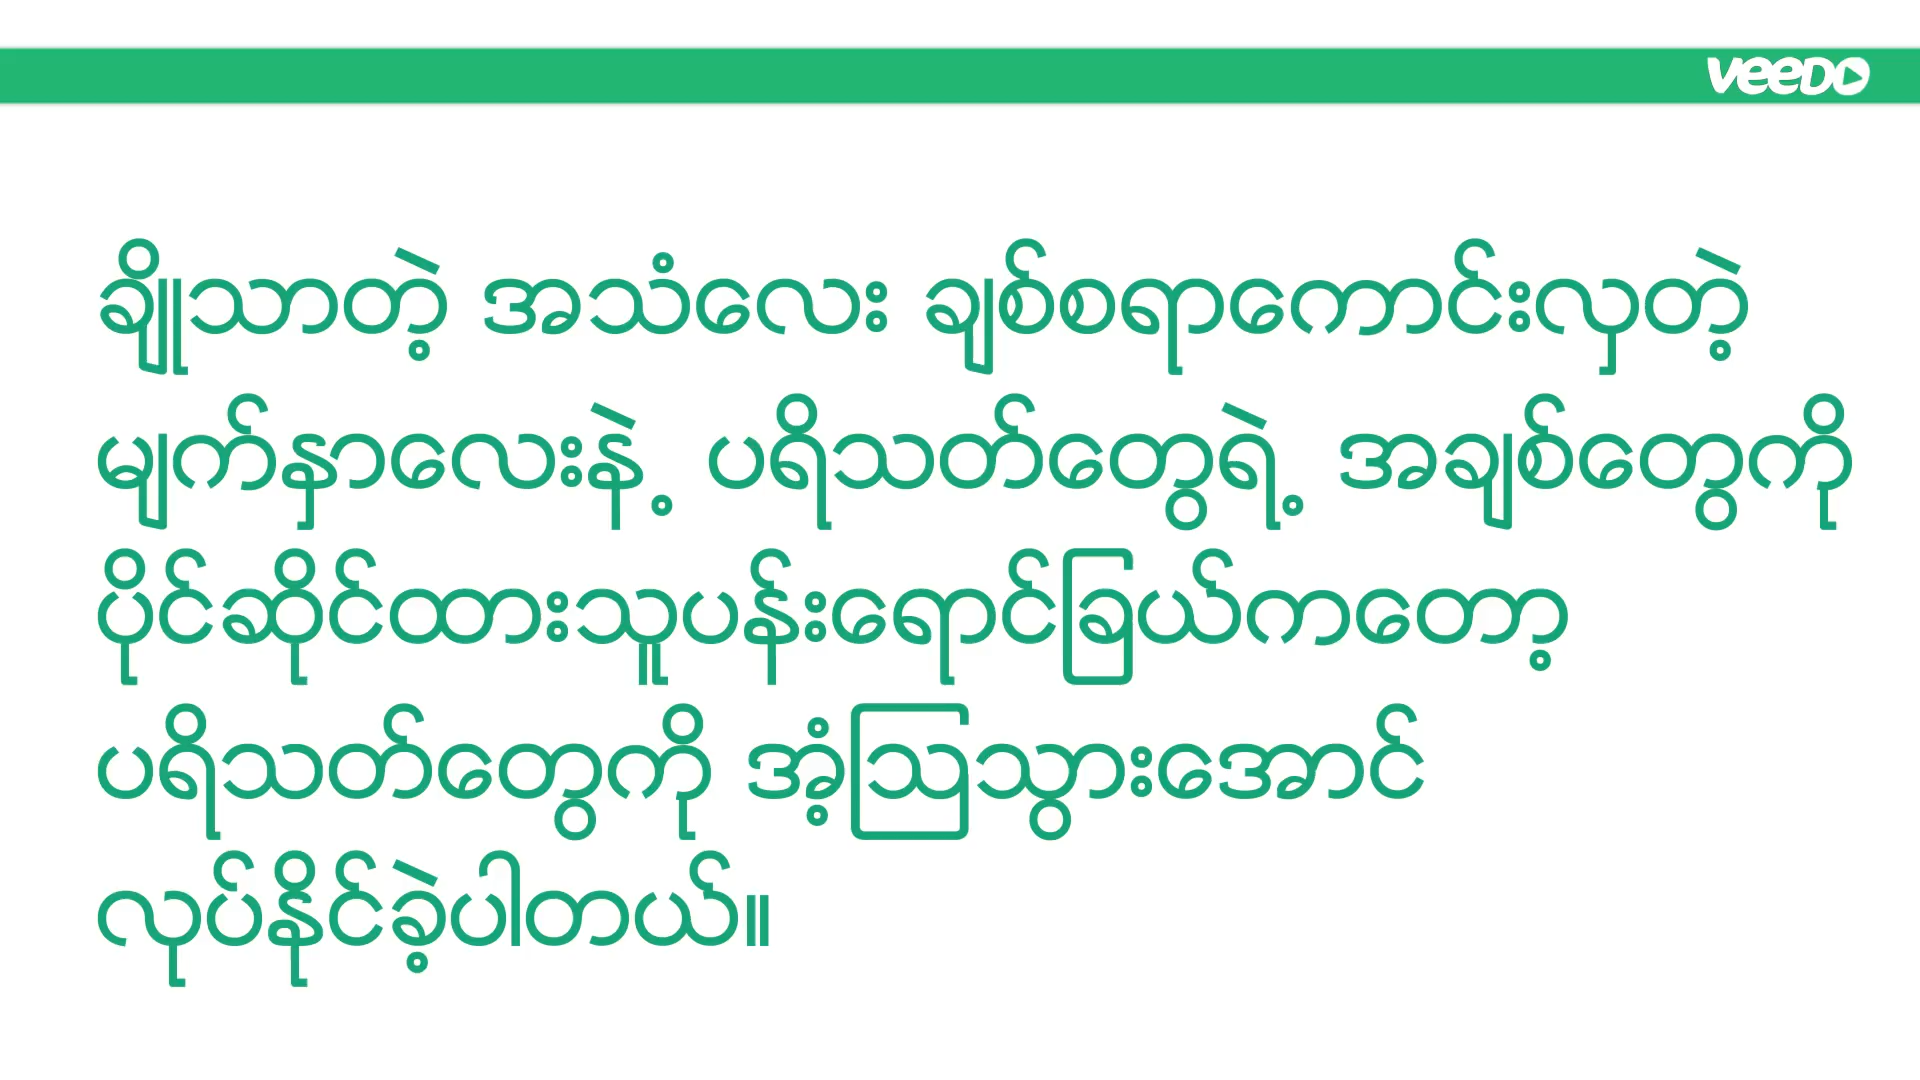 VEEDO
ချိုသာတဲ့ အသံလေး ချစ်စရာကောင်းလှတဲ့
မျက်နှာလေးနဲ့ ပရိသတ်တွေရဲ့ အချစ်တွေကို
ပိုင်ဆိုင်ထားသူပန်းရောင်ခြယ်ကတော့
ပရိသတ်တွေကို အံ့ဩသွားအောင်
လုပ်နိုင်ခဲ့ပါတယ်။